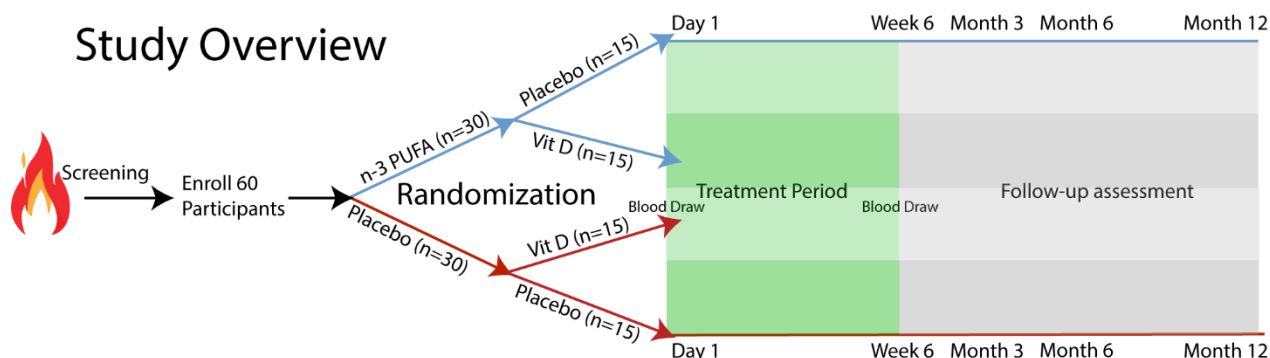 Study Overview
Day 1
Week 6
Month 3
Month 6
Month 12
Screening
Enroll 60
Participants
n-3 PUFA (n=30)
Placebo (n=30)
Randomization
Placebo (n=15)
Vit D (n=15)
Vit D (n=15)
Placebo (n=15)
Blood Draw
Treatment Period
Blood Draw
Follow-up assessment
Day 1
Week 6
Month 3
Month 6
Month 12